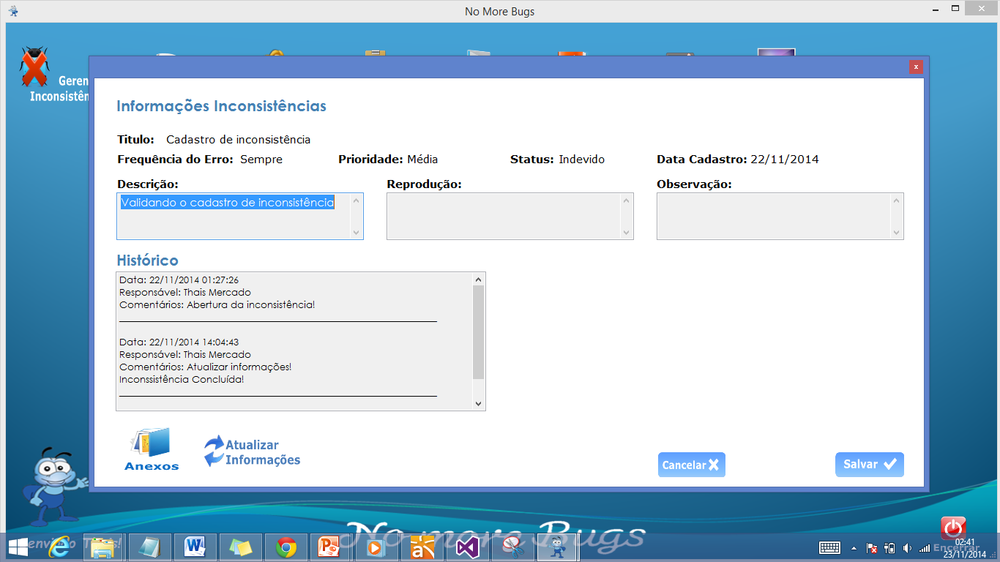 No More Bugs
Geren
Inconsistên
x
Informações Inconsistências
Titulo: Cadastro de inconsistência
Frequência do Erro: Sempre Prioridade: Média Status: Indevido Data Cadastro: 22/11/2014
Descrição: Reprodução: Observação:
Validando o cadastro de inconsistência
Histórico
Data: 22/11/2014 01:27:26
Responsável: Thais Mercado
Comentários: Abertura da inconsistência!
Data: 22/11/2014 14:04:43
Responsável: Thais Mercado
Comentários: Atualizar informações!
Inconssistência Concluída!
Anexos
Atualizar
Informações
Cancelar
Salvar
No more Bugs
Encerrar
02:41
23/11/2014